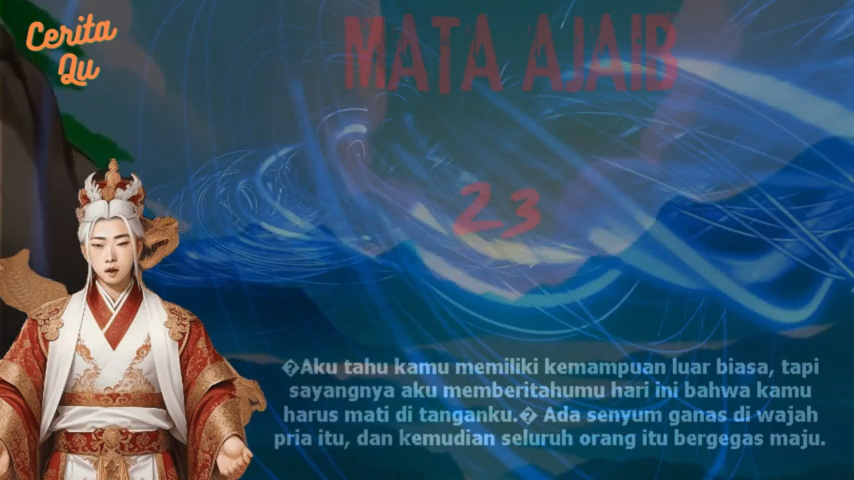 Cerita
Qu
MATA AJAIB
23
�Aku tahu kamu memiliki kemampuan luar biasa, tapi
sayangnya aku memberitahumu hari ini bahwa kamu
harus mati di tanganku.� Ada senyum ganas di wajah
pria itu, dan kemudian seluruh orang itu bergegas maju.